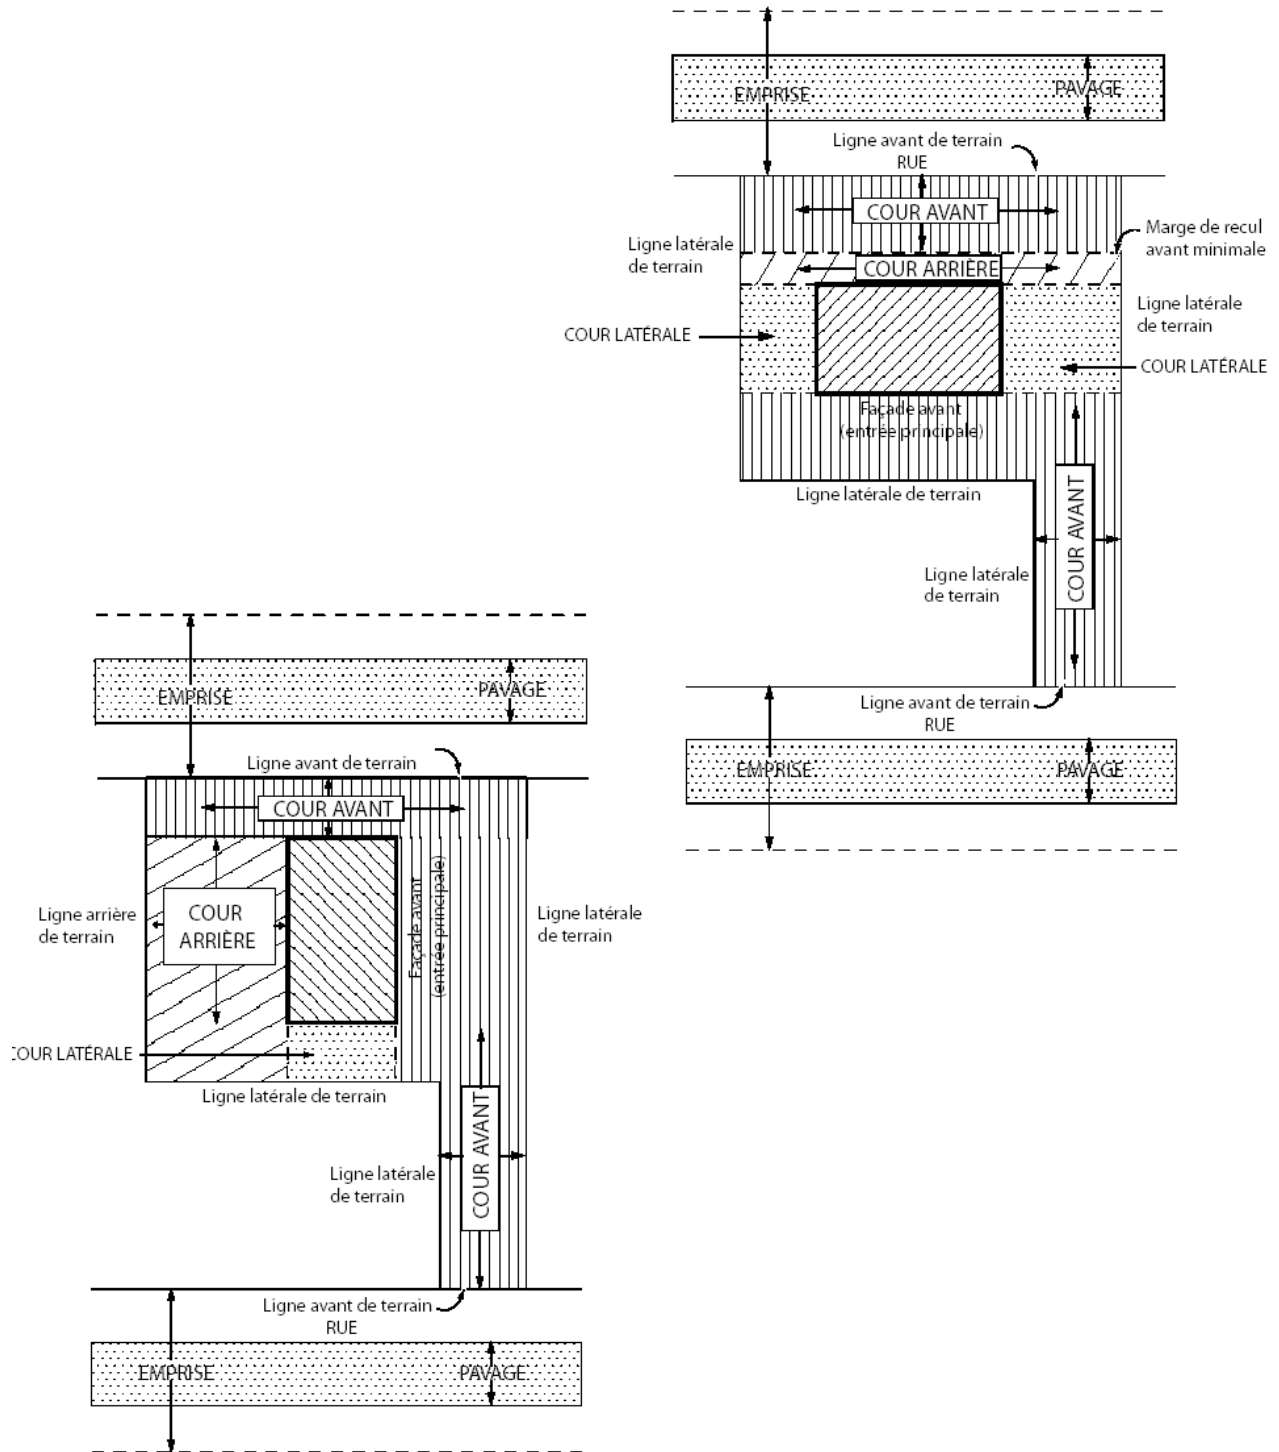 PAVAGE
EMPRISE
Ligne avant de terrain
RUE
COUR AVANT
Marge de recul
avant minimale
Ligne latérale
de terrain
COUR ARRIÈRE
Ligne latérale
de terrain
COUR LATÉRALE
COUR LATÉRALE
Façade avant
(entrée principale)
Ligne latérale de terrain
COUR AVANT
Ligne latérale
de terrain
Ligne avant de terrain
RUE
EMPRISE
PAVAGE
EMPRISE
PAVAGE
Ligne avant de terrain
COUR AVANT
Façade avant
(entrée principale)
Ligne arrière
de terrain
COUR
ARRIÈRE
Ligne latérale
de terrain
COUR LATÉRALE
Ligne latérale de terrain
COUR AVANT
Ligne latérale
de terrain
Ligne avant de terrain
RUE
EMPRISE
PAVAGE